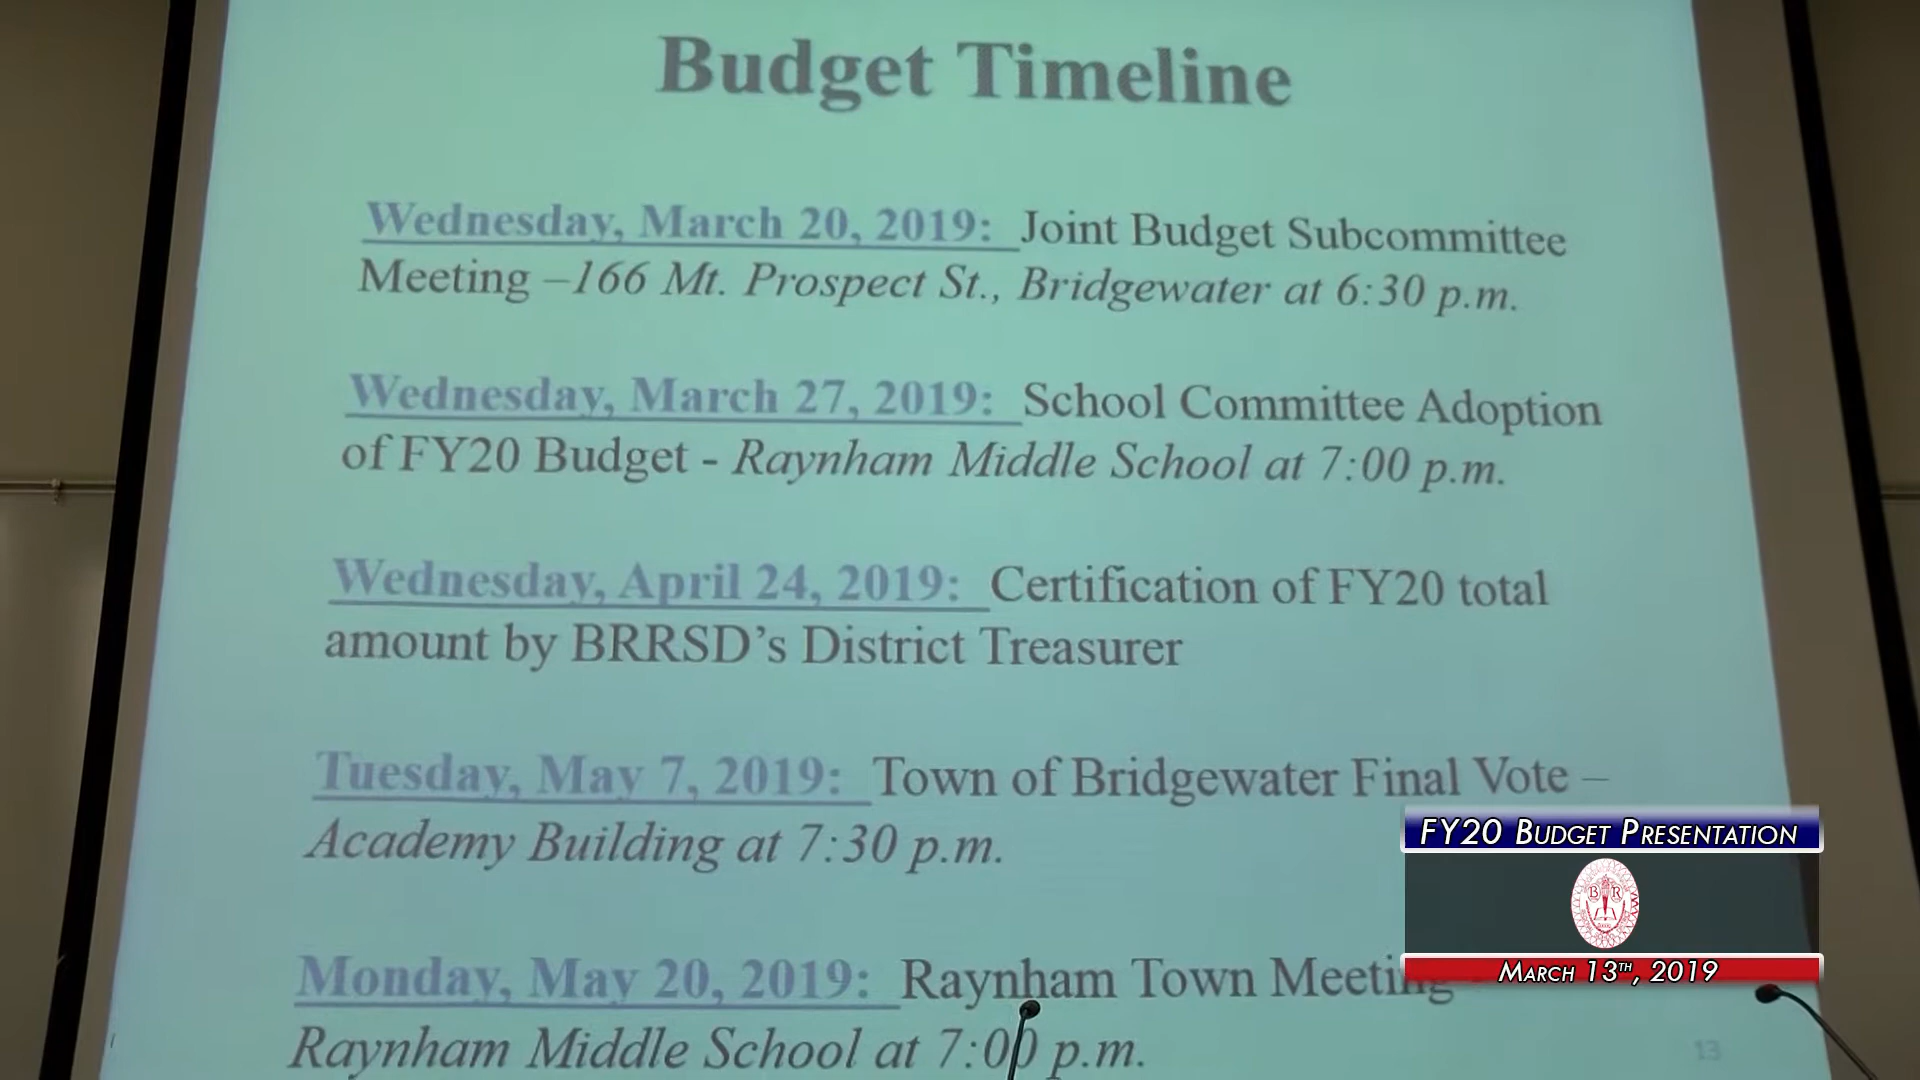 Budget Timeline
Wednesday, March 20, 2019: Joint Budget Subcommittee
Meeting –166 Mt. Prospect St., Bridgewater at 6:30 p.m.
Wednesday, March 27, 2019: School Committee Adoption
of FY20 Budget - Raynham Middle School at 7:00 p.m.
Wednesday, April 24, 2019: Certification of FY20 total
amount by BRRSD’s District Treasurer
Tuesday, May 7, 2019: Town of Bridgewater Final Vote –
Academy Building at 7:30 p.m.
Monday, May 20, 2019: Raynham Town Meeting
Raynham Middle School at 7:00 p.m.
13
FY20 Budget Presentation
B R
March 13th, 2019